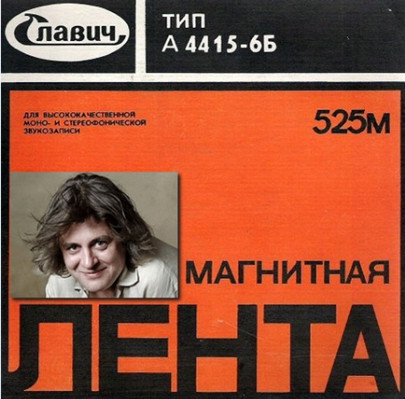 Славич
ТИП
А 4415-6Б
ДЛЯ ВЫСОКОКАЧЕСТВЕННОЙ
МОНО- И СТЕРЕОФОНИЧЕСКОЙ
ЗВУКОЗАПИСИ
525м
МАГНИТНАЯ
ЛЕНТА